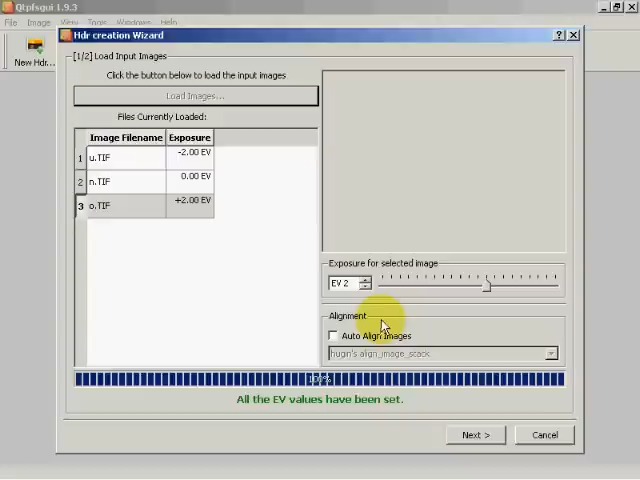 Qtpfsgui 1.9.3
File Image View Tools Windows Help
New Hdr...
Hdr creation Wizard
[1/2] Load Input Images
Click the button below to load the input images
Load Images...
Files Currently Loaded:
Image Filename Exposure
1 u.TIF -2.00 EV
2 n.TIF 0.00 EV
3 o.TIF +2.00 EV
Exposure for selected image
EV 2
Alignment
Auto Align Images
hugin's align_image_stack
100%
All the EV values have been set.
Next > Cancel